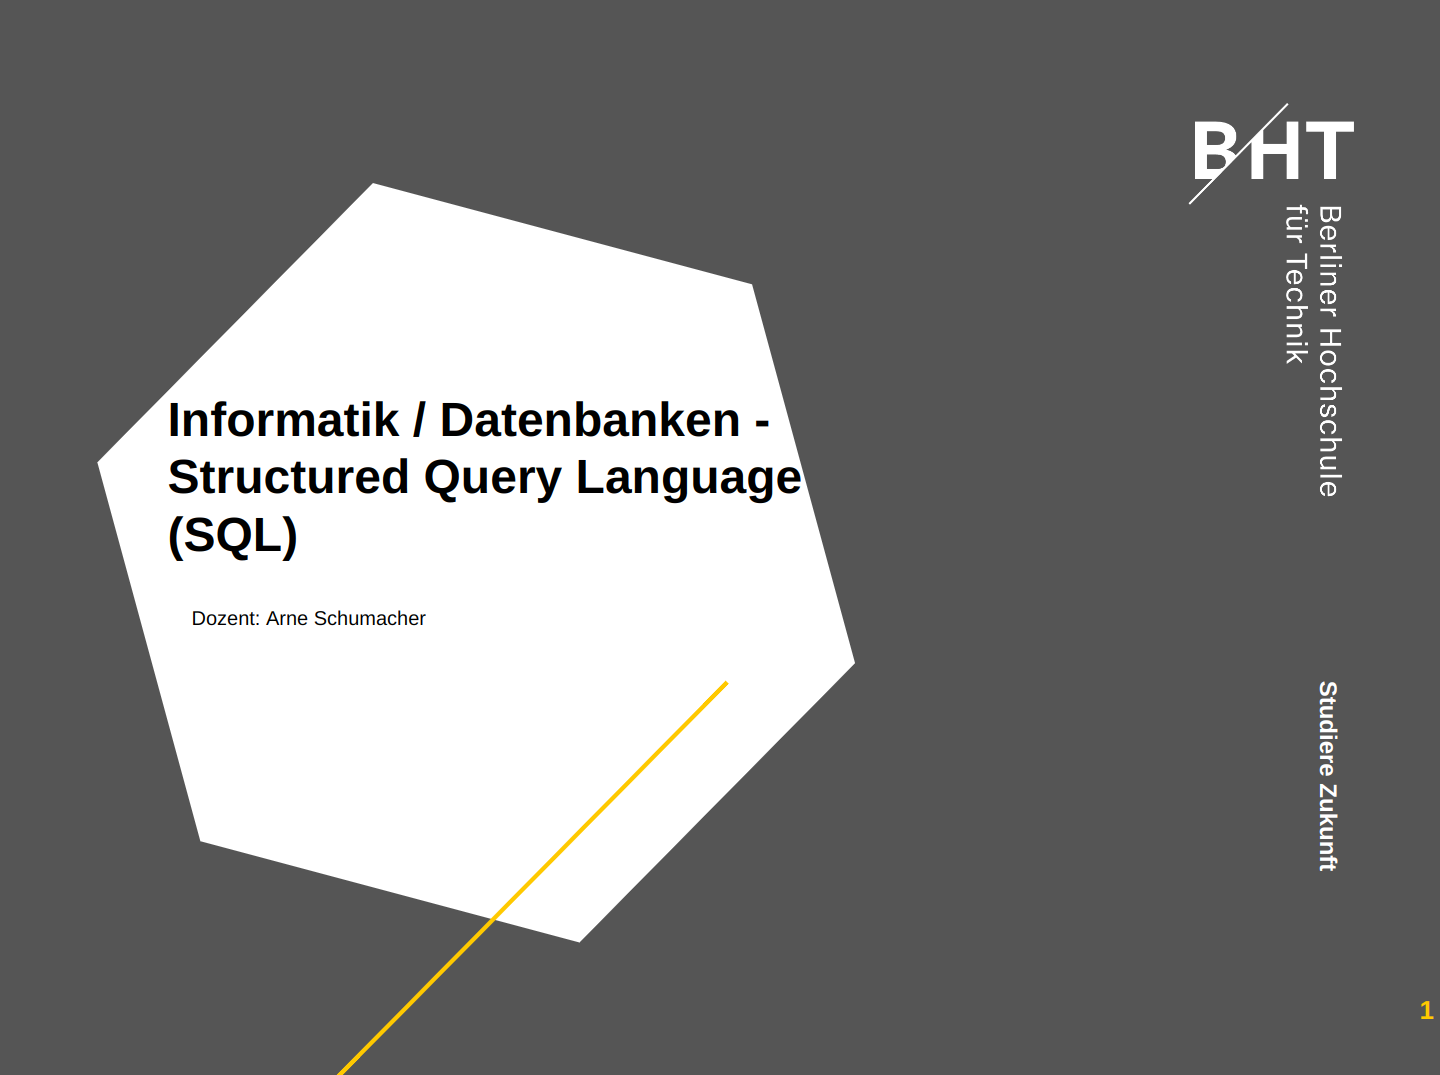 BHT
Berliner Hochschule
für Technik
Informatik / Datenbanken -
Structured Query Language
(SQL)
Dozent: Arne Schumacher
Studiere Zukunft
1